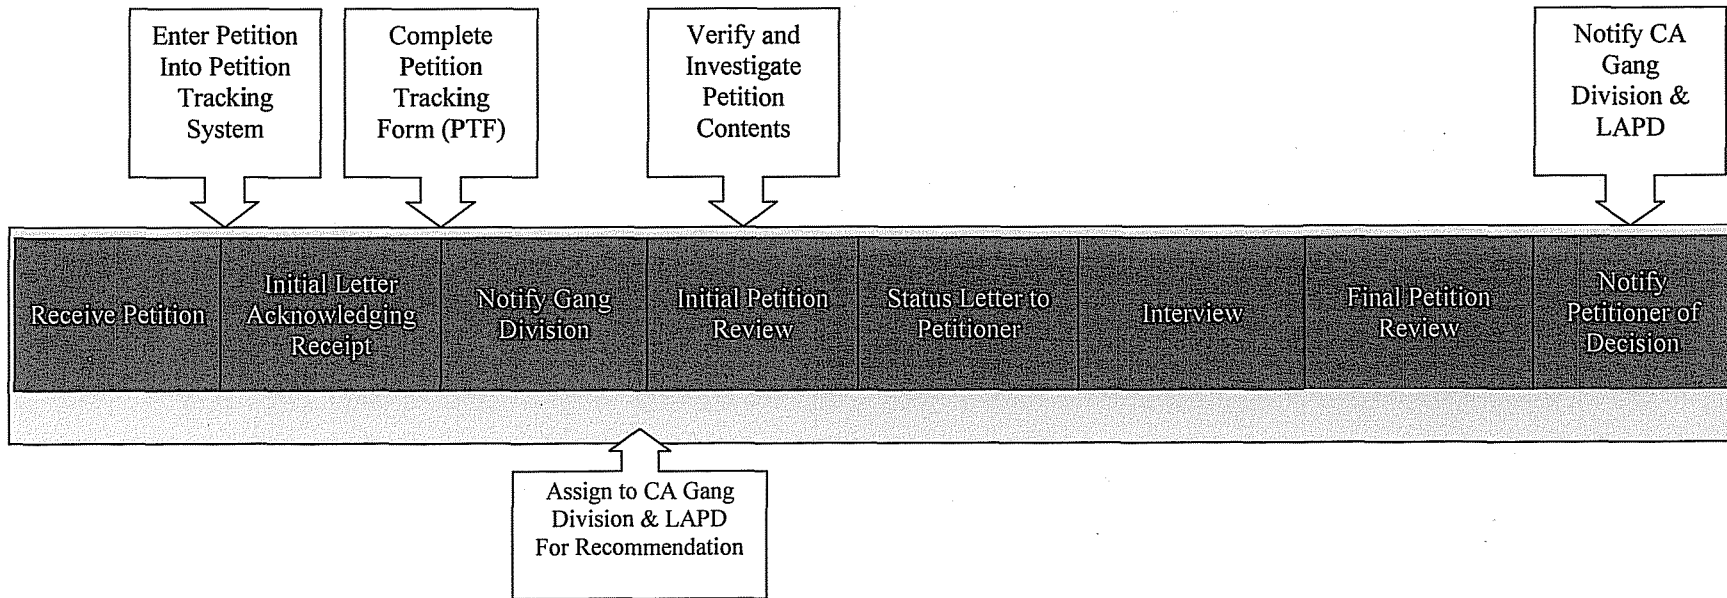 Enter Petition
Into Petition
Tracking
System
Complete
Petition
Tracking
Form (PTF)
Verify and
Investigate
Petition
Contents
Notify CA
Gang
Division &
LAPD
Receive Petition
Initial Letter
Acknowledging
Receipt
Notify Gang
Division
Initial Petition
Review
Status Letter to
Petitioner
Interview
Final Petition
Review
Notify
Petitioner of
Decision
Assign to CA Gang
Division & LAPD
For Recommendation